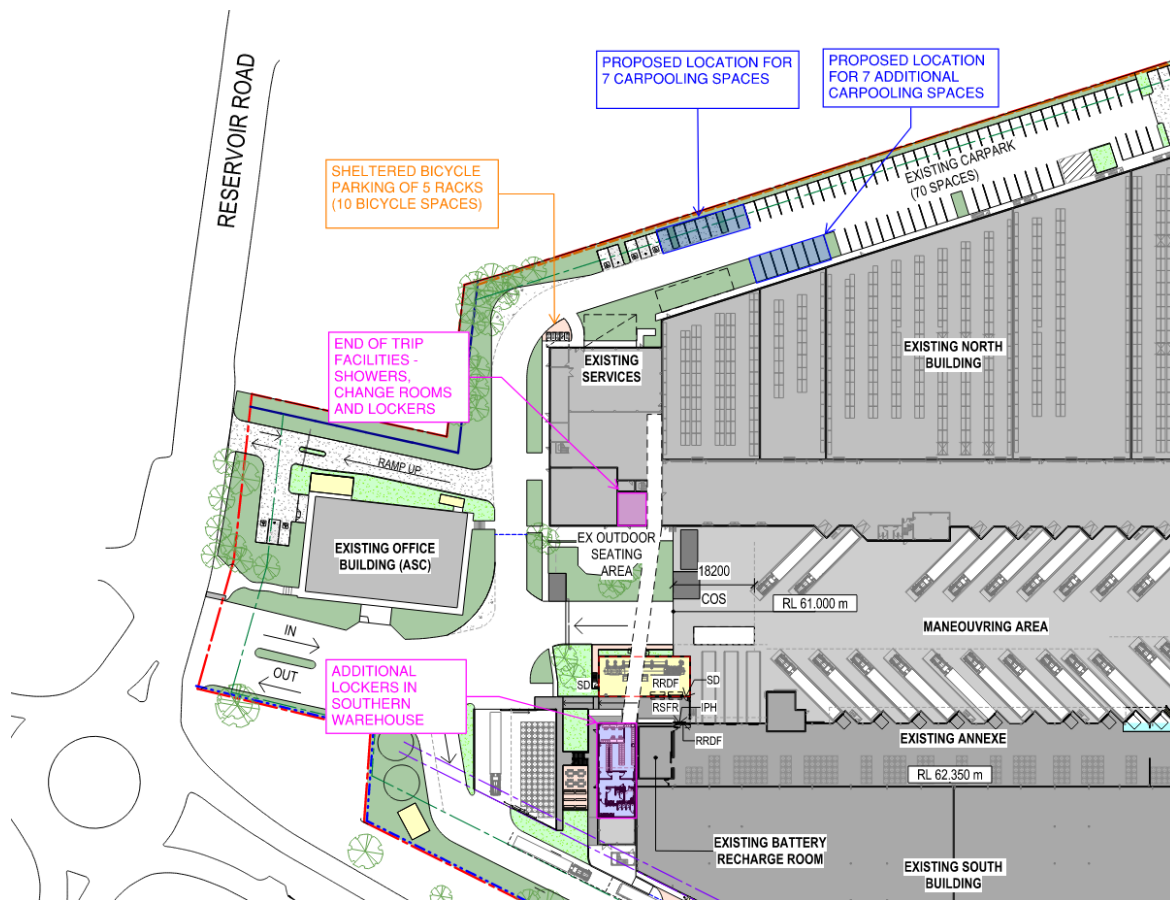 RESERVOIR ROAD
PROPOSED LOCATION FOR
7 CARPOOLING SPACES
PROPOSED LOCATION
FOR 7 ADDITIONAL
CARPOOLING SPACES
SHELTERED BICYCLE
PARKING OF 5 RACKS
(10 BICYCLE SPACES)
EXISTING CARPARK
(70 SPACES)
END OF TRIP
FACILITIES -
SHOWERS,
CHANGE ROOMS
AND LOCKERS
EXISTING
SERVICES
EXISTING NORTH
BUILDING
RAMP UP
EXISTING OFFICE
BUILDING (ASC)
EX OUTDOOR
SEATING
AREA
18200
COS
RL 61.000 m
MANEOUVRING AREA
IN
OUT
ADDITIONAL
LOCKERS IN
SOUTHERN
WAREHOUSE
SD
RRDF
SD
RSFR
IPH
RRDF
EXISTING ANNEXE
RL 62.350 m
EXISTING BATTERY
RECHARGE ROOM
EXISTING SOUTH
BUILDING